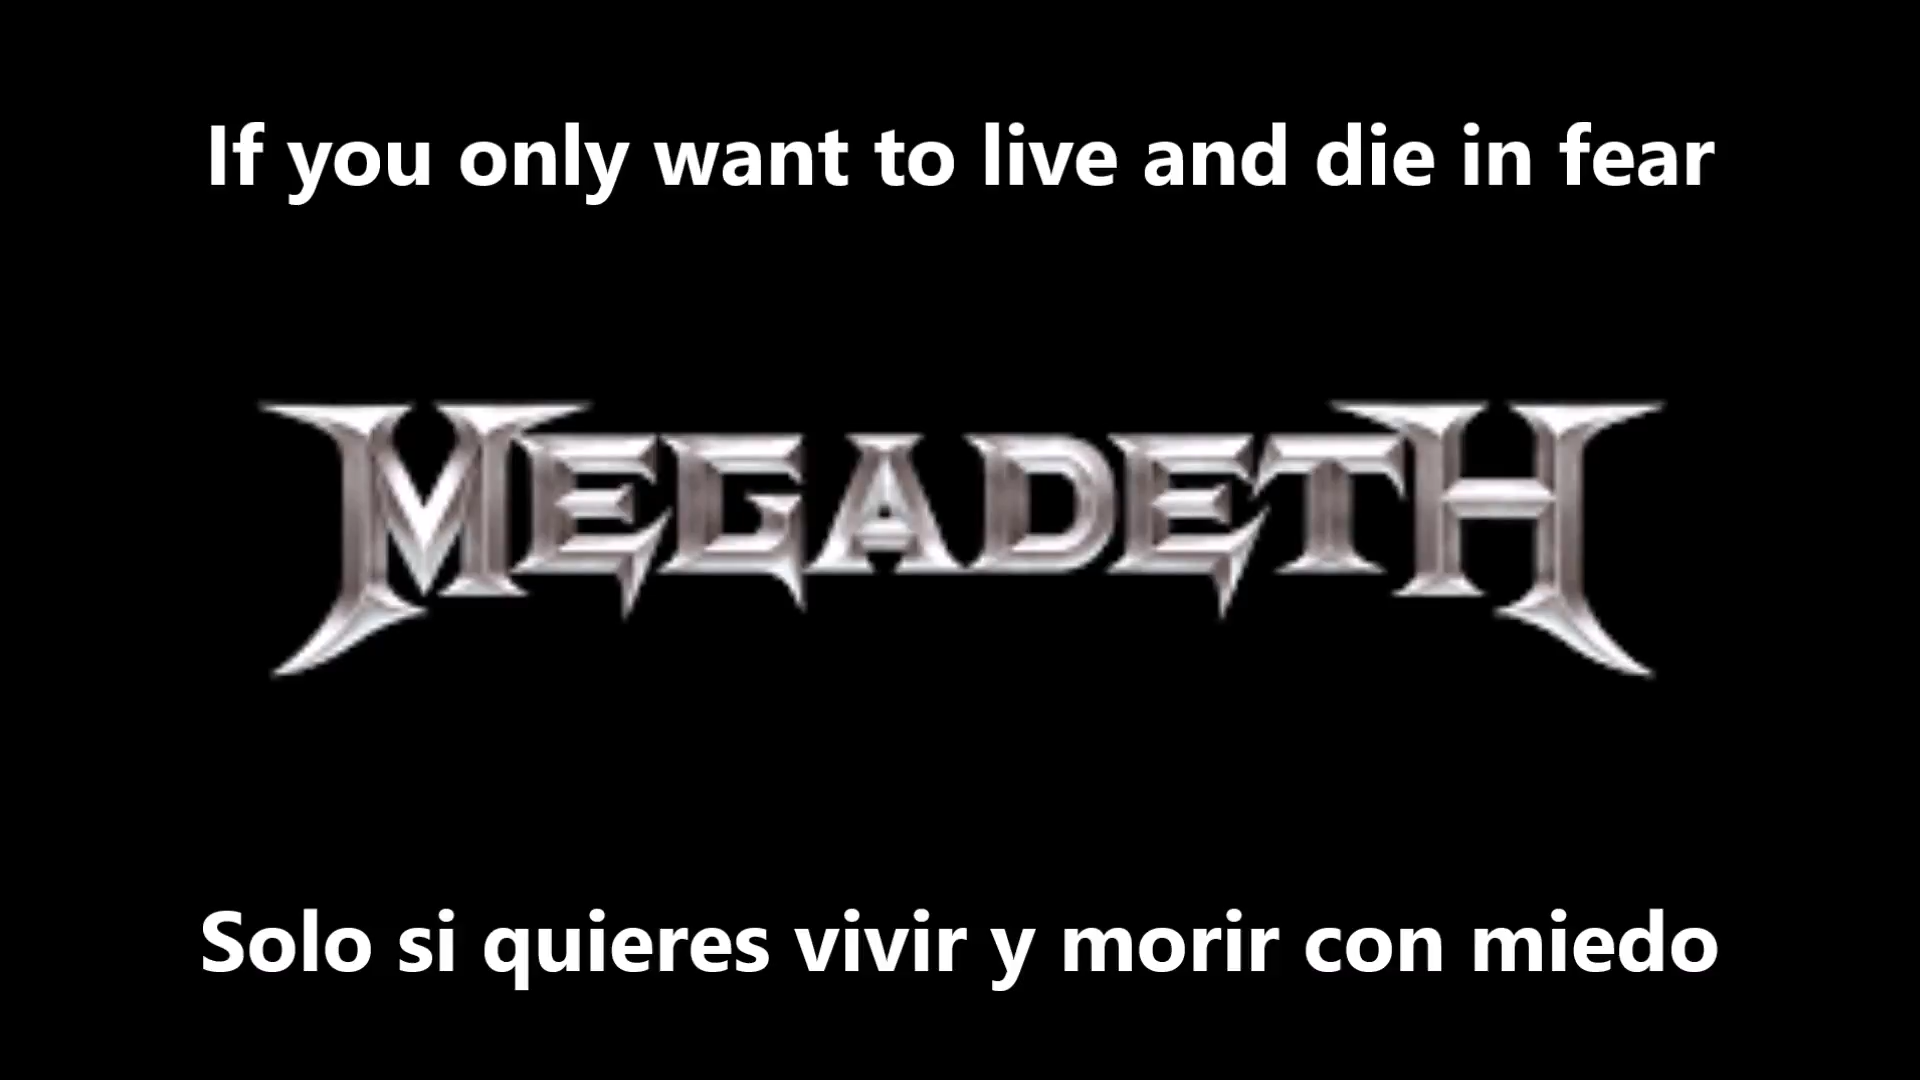 If you only want to live and die in fear
MEGADETH
Solo si quieres vivir y morir con miedo